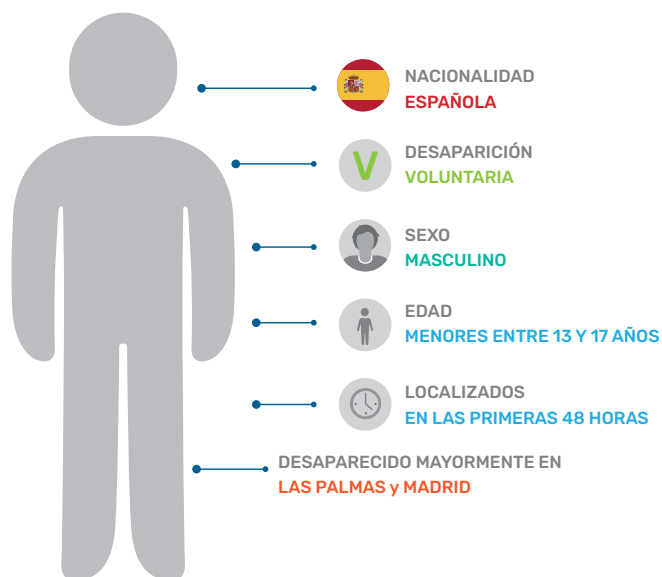 NACIONALIDAD
ESPAÑOLA
V
DESAPARICIÓN
VOLUNTARIA
SEXO
MASCULINO
EDAD
MENORES ENTRE 13 Y 17 AÑOS
LOCALIZADOS
EN LAS PRIMERAS 48 HORAS
DESAPARECIDO MAYORMENTE EN
LAS PALMAS y MADRID